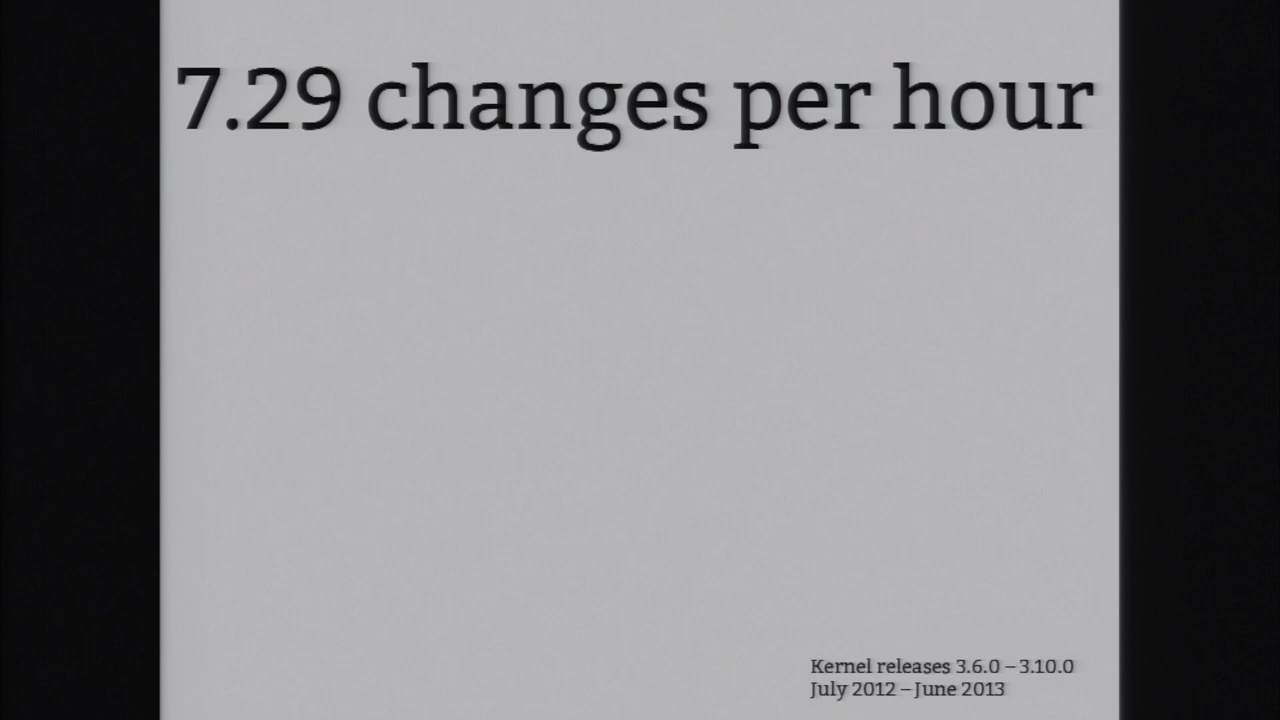 7.29 changes per hour
Kernel releases 3.6.0 – 3.10.0
July 2012 – June 2013